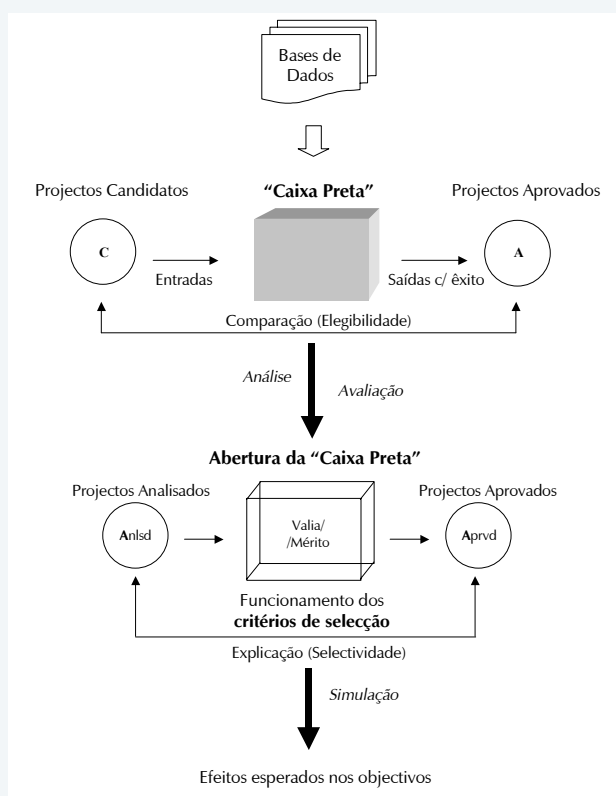 Bases de
Dados
Projectos Candidatos
“Caixa Preta”
Projectos Aprovados
C
A
Entradas
Saídas c/ êxito
Comparação (Elegibilidade)
Análise
Avaliação
Abertura da “Caixa Preta”
Projectos Analisados
Projectos Aprovados
Anlsd
Valia/
/Mérito
Aprvd
Funcionamento dos
critérios de selecção
Explicação (Selectividade)
Simulação
Efeitos esperados nos objectivos